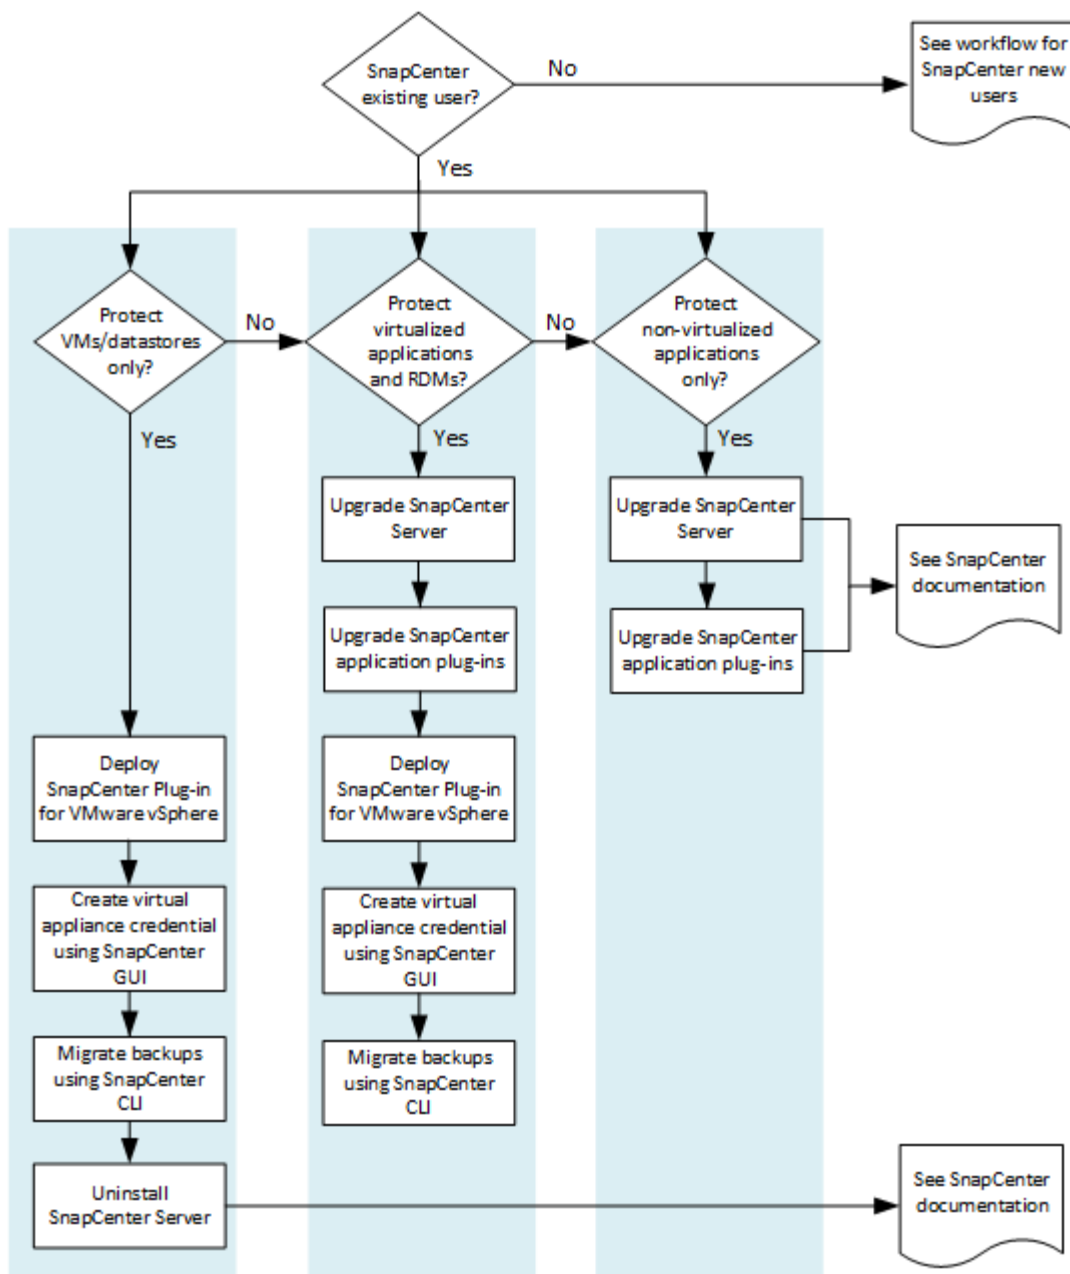 SnapCenter
existing user?
No
See workflow for
SnapCenter new
users
Yes
Protect
VMs/datastores
only?
No
Protect
virtualized
applications
and RDMs?
No
Protect
non-virtualized
applications
only?
Yes
Yes
Yes
Upgrade SnapCenter
Server
Upgrade SnapCenter
Server
See SnapCenter
documentation
Upgrade SnapCenter
application plug-ins
Upgrade SnapCenter
application plug-ins
Deploy
SnapCenter Plug-in
for VMware vSphere
Deploy
SnapCenter Plug-in
for VMware vSphere
Create virtual
appliance credential
using SnapCenter
GUI
Create virtual
appliance credential
using SnapCenter
GUI
Migrate backups
using SnapCenter
CLI
Migrate backups
using SnapCenter
CLI
Uninstall
SnapCenter Server
See SnapCenter
documentation